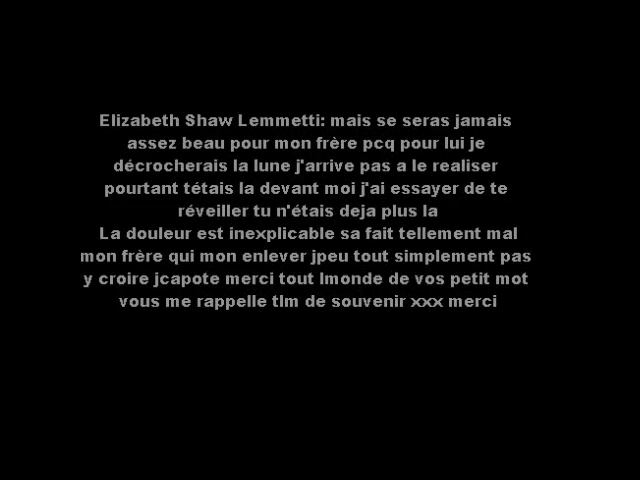 Elizabeth Shaw Lemmetti: mais se seras jamais
assez beau pour mon frère pcq pour lui je
décrocherais la lune j'arrive pas a le realiser
pourtant tétais la devant moi j'ai essayer de te
réveiller tu n'étais deja plus la
La douleur est inexplicable sa fait tellement mal
mon frère qui mon enlever jpeu tout simplement pas
y croire jcapote merci tout lmonde de vos petit mot
vous me rappelle tlm de souvenir xxx merci